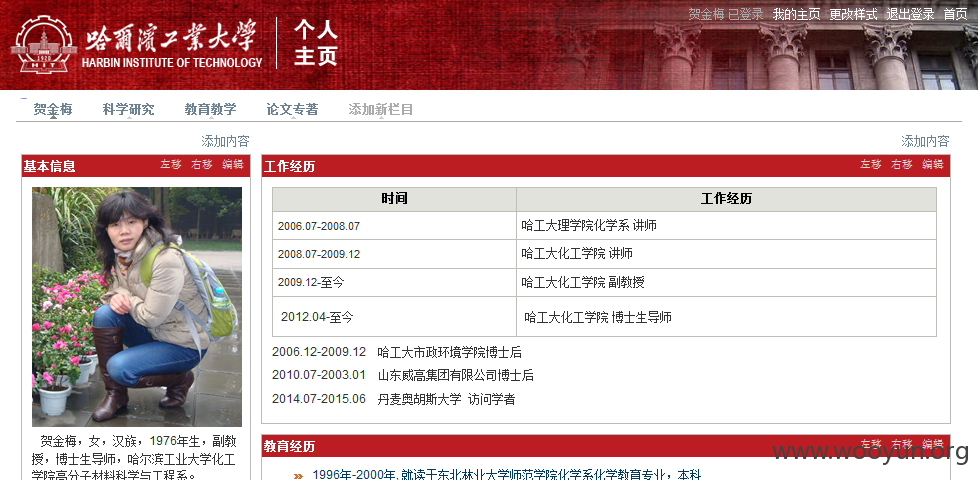 贺金梅 已登录 我的主页 更改样式 退出登录 首页
哈尔滨工业大学
HARBIN INSTITUTE OF TECHNOLOGY
个人
主页
HIT
1920
贺金梅 科学研究 教育教学 论文专著 添加新栏目
添加内容 添加内容
基本信息 左移 右移 编辑
贺金梅，女，汉族，1976年生，副教
授，博士生导师，哈尔滨工业大学化工
学院高分子材料科学与工程系。
工作经历 左移 右移 编辑
时间 工作经历
2006.07-2008.07 哈工大理学院化学系 讲师
2008.07-2009.12 哈工大化工学院 讲师
2009.12-至今 哈工大化工学院 副教授
2012.04-至今 哈工大化工学院 博士生导师
2006.12-2009.12 哈工大市政环境学院博士后
2010.07-2003.01 山东威高集团有限公司博士后
2014.07-2015.06 丹麦奥胡斯大学 访问学者
教育经历 左移 右移 编辑
1996年-2000年, 就读于东北林业大学师范学院化学系化学教育专业，本科
www.wooyun.org